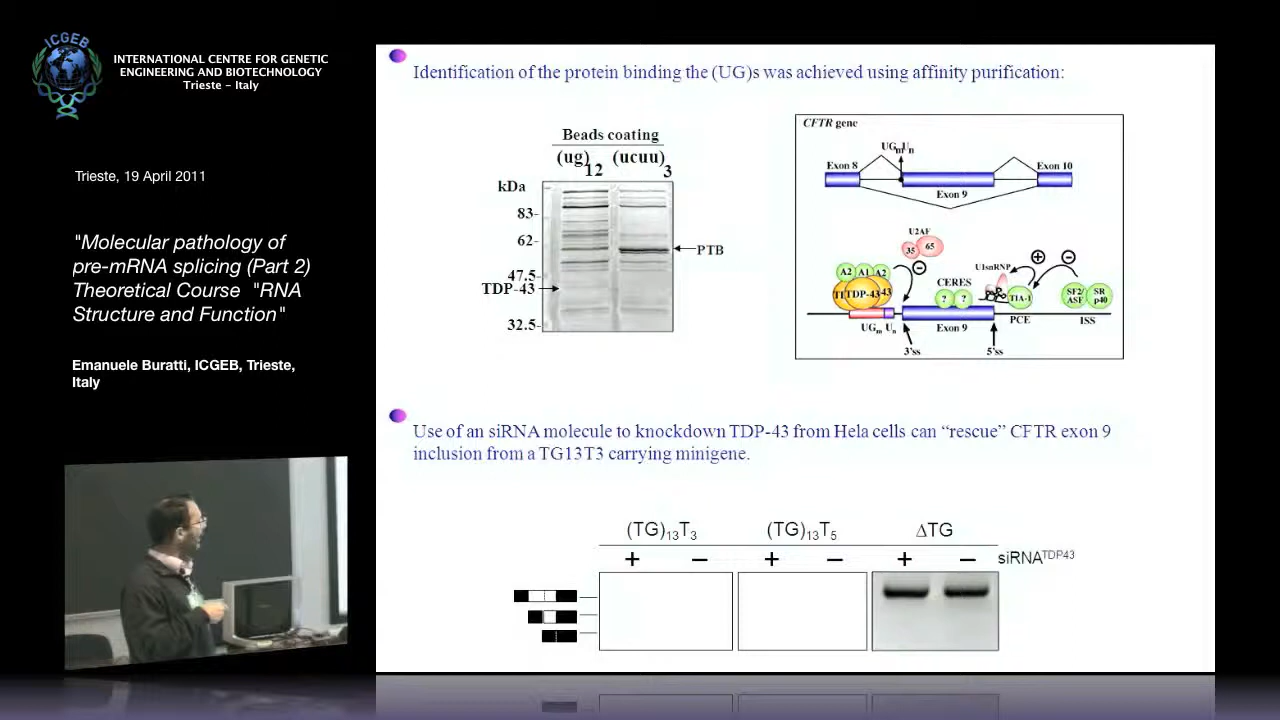 ICGEB
INTERNATIONAL CENTRE FOR GENETIC
ENGINEERING AND BIOTECHNOLOGY
Trieste - Italy
Trieste, 19 April 2011
"Molecular pathology of
pre-mRNA splicing (Part 2)
Theoretical Course "RNA
Structure and Function"
Emanuele Buratti, ICGEB, Trieste,
Italy
Identification of the protein binding the (UG)s was achieved using affinity purification:
Beads coating
(ug)12 (ucuu)3
kDa
83-
62-
47.5-
32.5-
PTB
TDP-43
CFTR gene
UGmUn
Exon 8
Exon 10
Exon 9
U2AF
35 65
A2 A1 A2
TDP-43 43
CERES
? ?
U1snRNP
TIA-1
SF2/
ASF
SR
p40
UGm Un
Exon 9
PCE
ISS
3'ss
5'ss
Use of an siRNA molecule to knockdown TDP-43 from Hela cells can “rescue” CFTR exon 9
inclusion from a TG13T3 carrying minigene.
(TG)13T3 (TG)13T5 ΔTG
+ – + – + – siRNATDP43